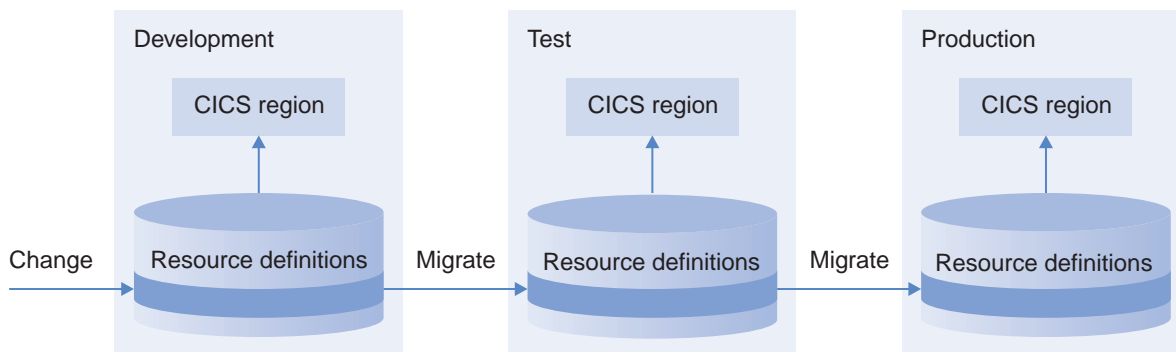 Development
Test
Production
CICS region
CICS region
CICS region
Change
Resource definitions
Migrate
Resource definitions
Migrate
Resource definitions